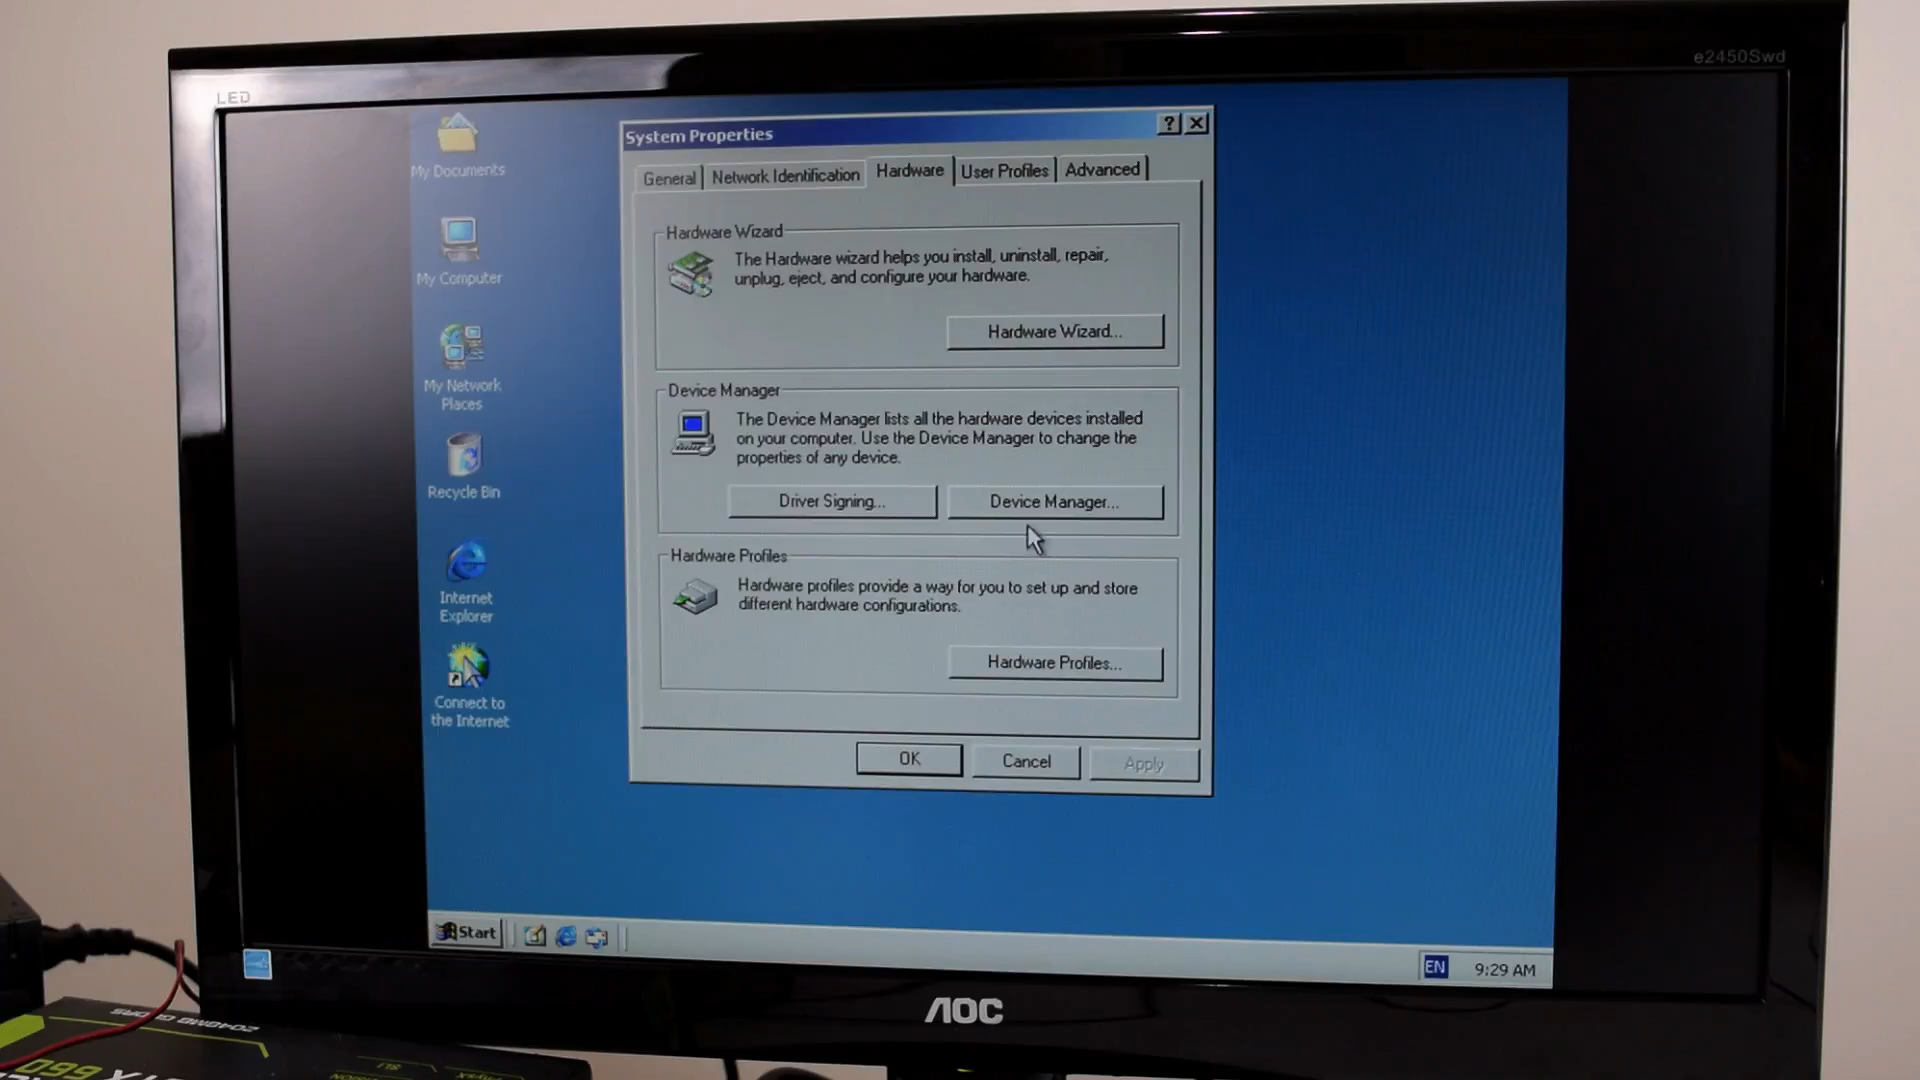 e2450Swd
LED
My Documents
My Computer
My Network
Places
Recycle Bin
Internet
Explorer
Connect to
the Internet
System Properties
?
General
Network Identification
Hardware
User Profiles
Advanced
Hardware Wizard
The Hardware wizard helps you install, uninstall, repair,
unplug, eject, and configure your hardware.
Hardware Wizard...
Device Manager
The Device Manager lists all the hardware devices installed
on your computer. Use the Device Manager to change the
properties of any device.
Driver Signing...
Device Manager...
Hardware Profiles
Hardware profiles provide a way for you to set up and store
different hardware configurations.
Hardware Profiles...
OK
Cancel
Apply
Start
EN
9:29 AM
AOC
2048MB GDDR5
SLI
PhysX
660